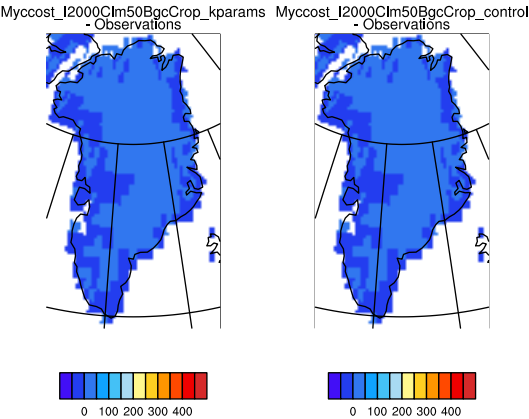 Myccost_I2000Clm50BgcCrop_kparams
- Observations
Myccost_I2000Clm50BgcCrop_control
- Observations
0 100 200 300 400
0 100 200 300 400